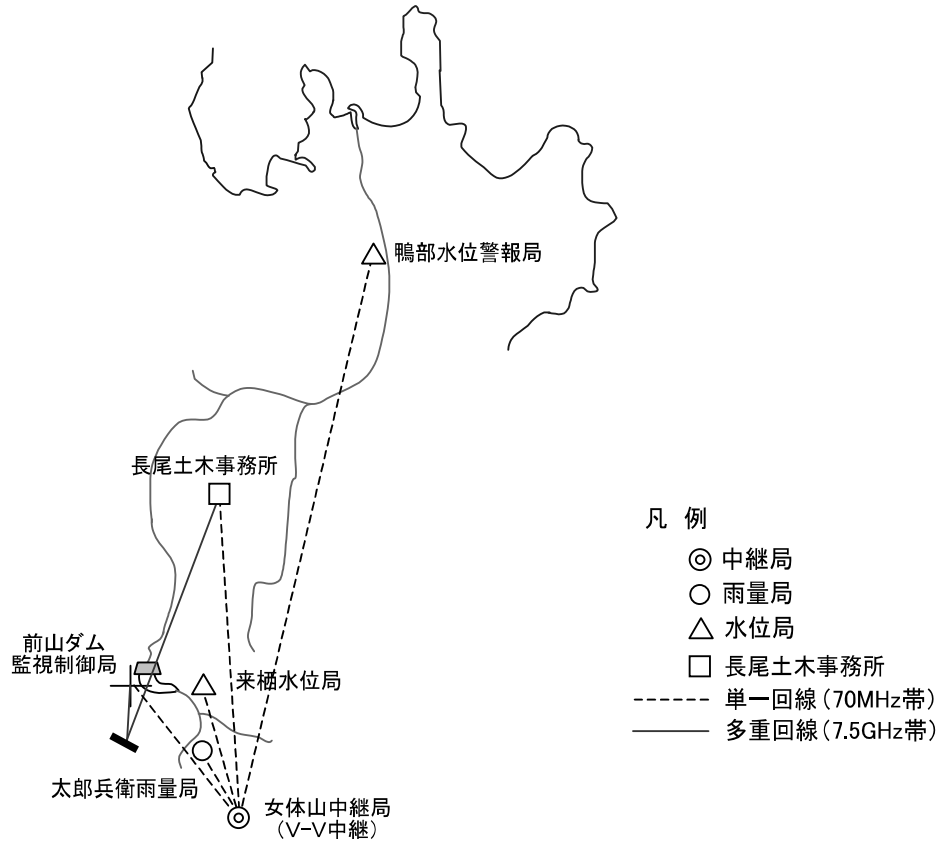 鴨部水位警報局
長尾土木事務所
前山ダム
監視制御局
来栖水位局
太郎兵衛雨量局
女体山中継局
(V-V中継)
凡 例
中継局
雨量局
水位局
長尾土木事務所
単一回線(70MHz帯)
多重回線(7.5GHz帯)